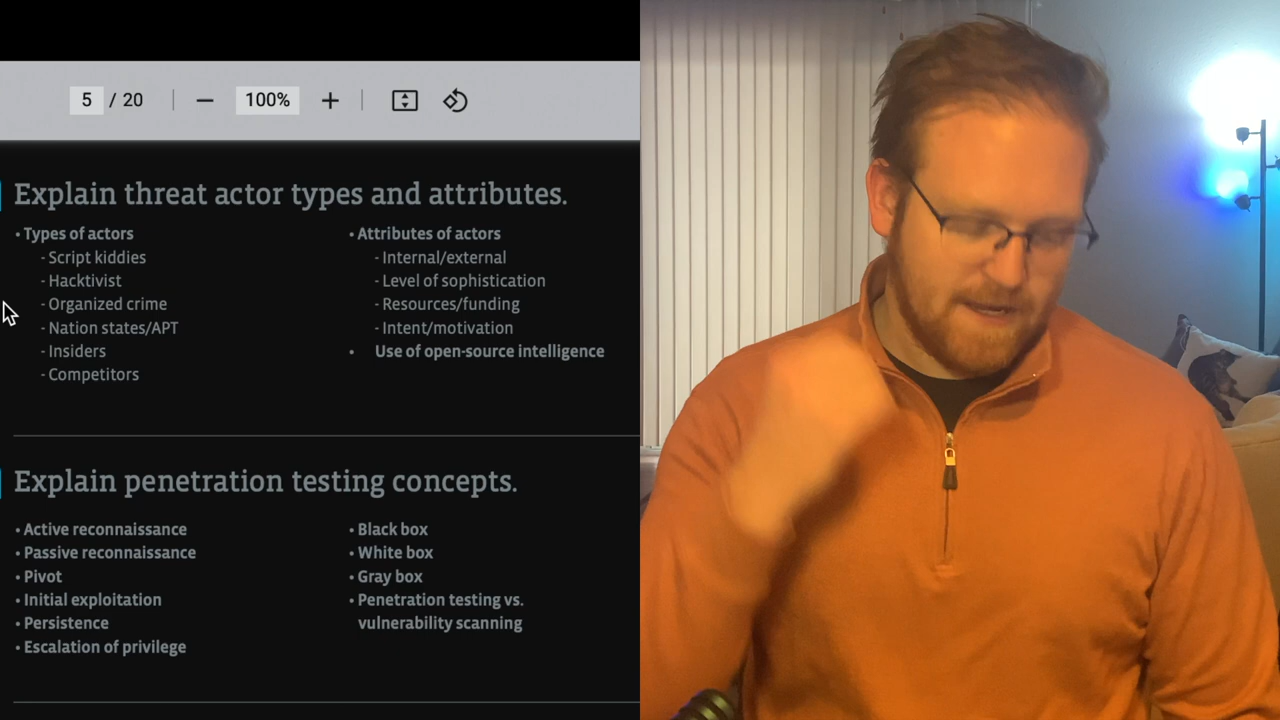 5 / 20
100%
Explain threat actor types and attributes.
• Types of actors
- Script kiddies
- Hacktivist
- Organized crime
- Nation states/APT
- Insiders
- Competitors
• Attributes of actors
- Internal/external
- Level of sophistication
- Resources/funding
- Intent/motivation
• Use of open-source intelligence
Explain penetration testing concepts.
• Active reconnaissance
• Passive reconnaissance
• Pivot
• Initial exploitation
• Persistence
• Escalation of privilege
• Black box
• White box
• Gray box
• Penetration testing vs.
vulnerability scanning